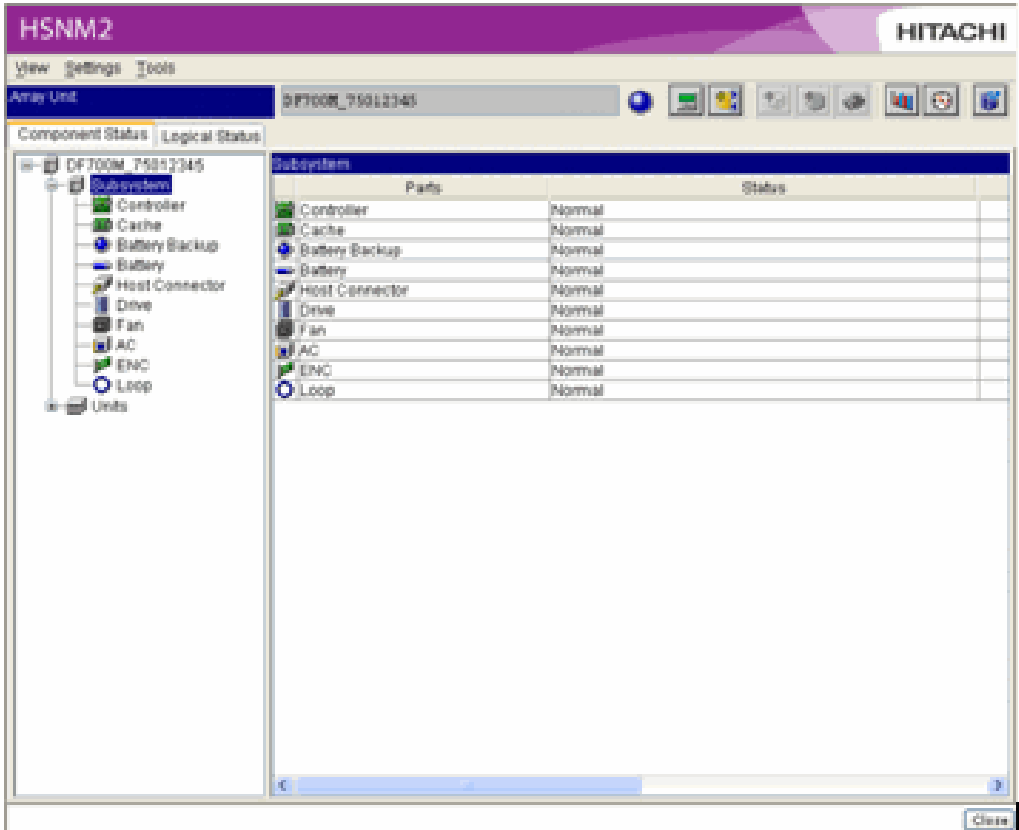 HSNM2
HITACHI
View Settings Tools
Array Unit
DF700M_75012345
Component Status
Logical Status
DF700M_75012345
Subsystem
Controller
Cache
Battery Backup
Battery
Host Connector
Drive
Fan
AC
ENC
Loop
Units
Subsystem
Parts Status
Controller Normal
Cache Normal
Battery Backup Normal
Battery Normal
Host Connector Normal
Drive Normal
Fan Normal
AC Normal
ENC Normal
Loop Normal
Close